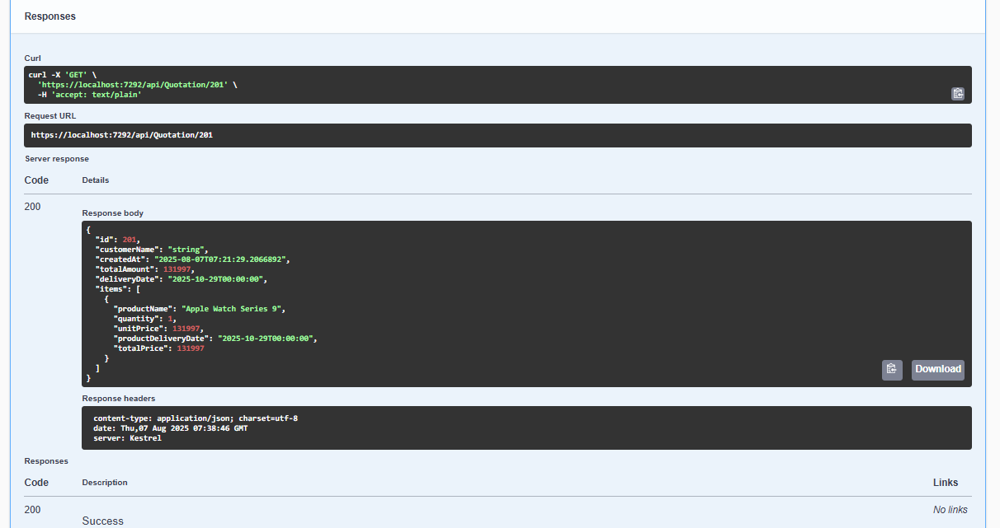 Responses
Curl
curl -X 'GET' \
  'https://localhost:7292/api/Quotation/201' \
  -H 'accept: text/plain'
Request URL
https://localhost:7292/api/Quotation/201
Server response
Code Details
200
Response body
{
  "id": 201,
  "customerName": "string",
  "createdAt": "2025-08-07T07:21:29.2066892",
  "totalAmount": 131997,
  "deliveryDate": "2025-10-29T00:00:00",
  "items": [
    {
      "productName": "Apple Watch Series 9",
      "quantity": 1,
      "unitPrice": 131997,
      "productDeliveryDate": "2025-10-29T00:00:00",
      "totalPrice": 131997
    }
  ]
}
Download
Response headers
content-type: application/json; charset=utf-8
date: Thu,07 Aug 2025 07:38:46 GMT
server: Kestrel
Responses
Code Description Links
200 No links
Success